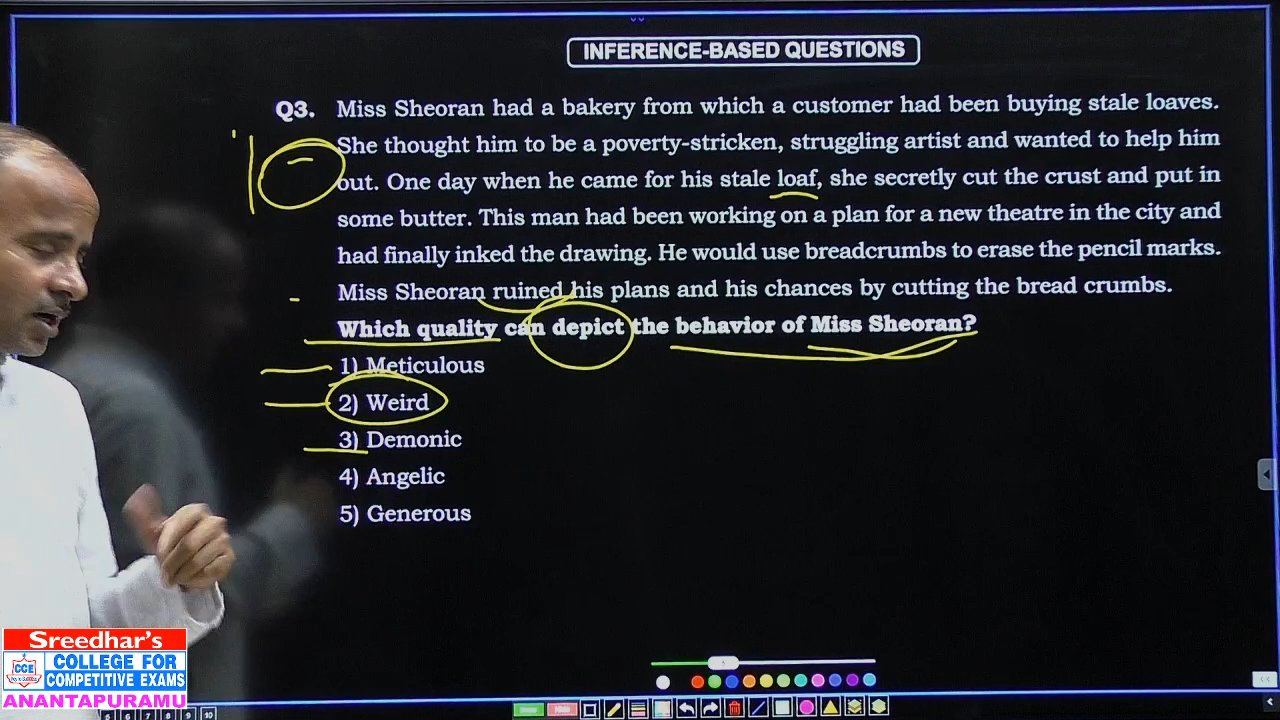 INFERENCE-BASED QUESTIONS
Q3. Miss Sheoran had a bakery from which a customer had been buying stale loaves.
She thought him to be a poverty-stricken, struggling artist and wanted to help him
out. One day when he came for his stale loaf, she secretly cut the crust and put in
some butter. This man had been working on a plan for a new theatre in the city and
had finally inked the drawing. He would use breadcrumbs to erase the pencil marks.
Miss Sheoran ruined his plans and his chances by cutting the bread crumbs.
Which quality can depict the behavior of Miss Sheoran?
1) Meticulous
2) Weird
3) Demonic
4) Angelic
5) Generous
Sreedhar's
CCE
COLLEGE FOR
COMPETITIVE EXAMS
ANANTAPURAMU
5 6 7 8 9 10